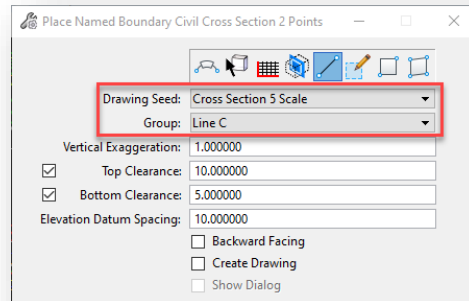 Place Named Boundary Civil Cross Section 2 Points
Drawing Seed: Cross Section 5 Scale
Group: Line C
Vertical Exaggeration: 1.000000
Top Clearance: 10.000000
Bottom Clearance: 5.000000
Elevation Datum Spacing: 10.000000
Backward Facing
Create Drawing
Show Dialog